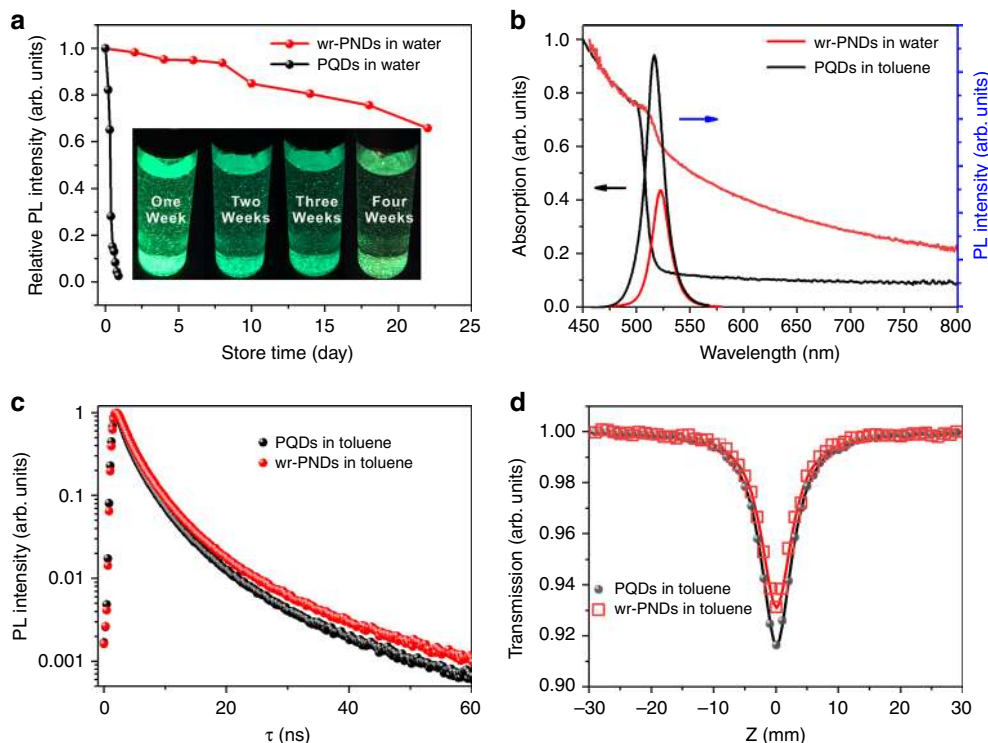 a
1.0
0.8
0.6
0.4
0.2
0.0
Relative PL intensity (arb. units)
wr-PNDs in water
PQDs in water
One
Week
Two
Weeks
Three
Weeks
Four
Weeks
0
5
10
15
20
25
Store time (day)
b
1.0
0.8
0.6
0.4
0.2
0.0
Absorption (arb. units)
wr-PNDs in water
PQDs in toluene
PL intensity (arb. units)
450
500
550
600
650
700
750
800
Wavelength (nm)
c
1
0.1
0.01
0.001
PL intensity (arb. units)
PQDs in toluene
wr-PNDs in toluene
0
20
40
60
τ (ns)
d
1.00
0.98
0.96
0.94
0.92
0.90
Transmission (arb. units)
PQDs in toluene
wr-PNDs in toluene
–30
–20
–10
0
10
20
30
Z (mm)